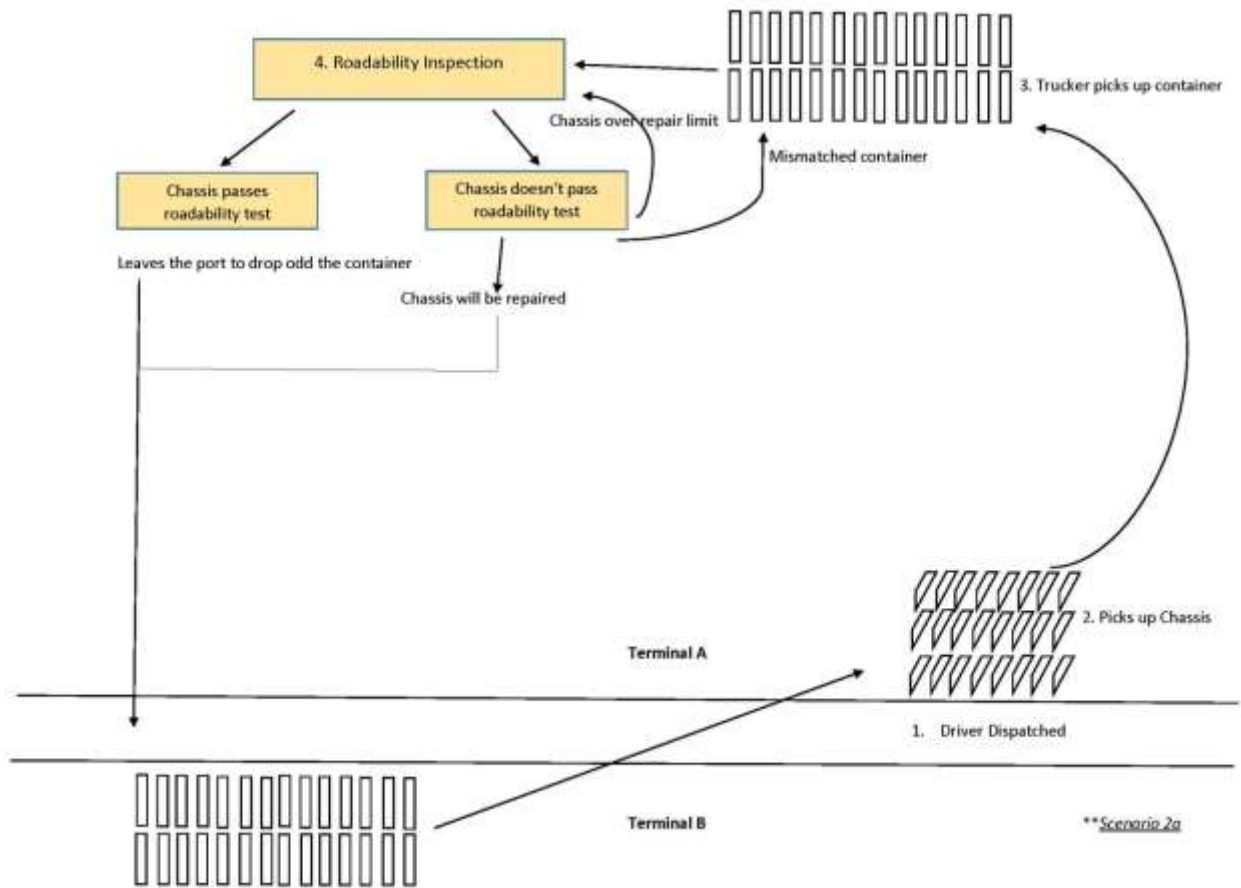 4. Roadability Inspection
3. Trucker picks up container
Chassis over repair limit
Mismatched container
Chassis passes
roadability test
Chassis doesn't pass
roadability test
Leaves the port to drop odd the container
Chassis will be repaired
2. Picks up Chassis
Terminal A
1. Driver Dispatched
Terminal B
**Scenario 2a